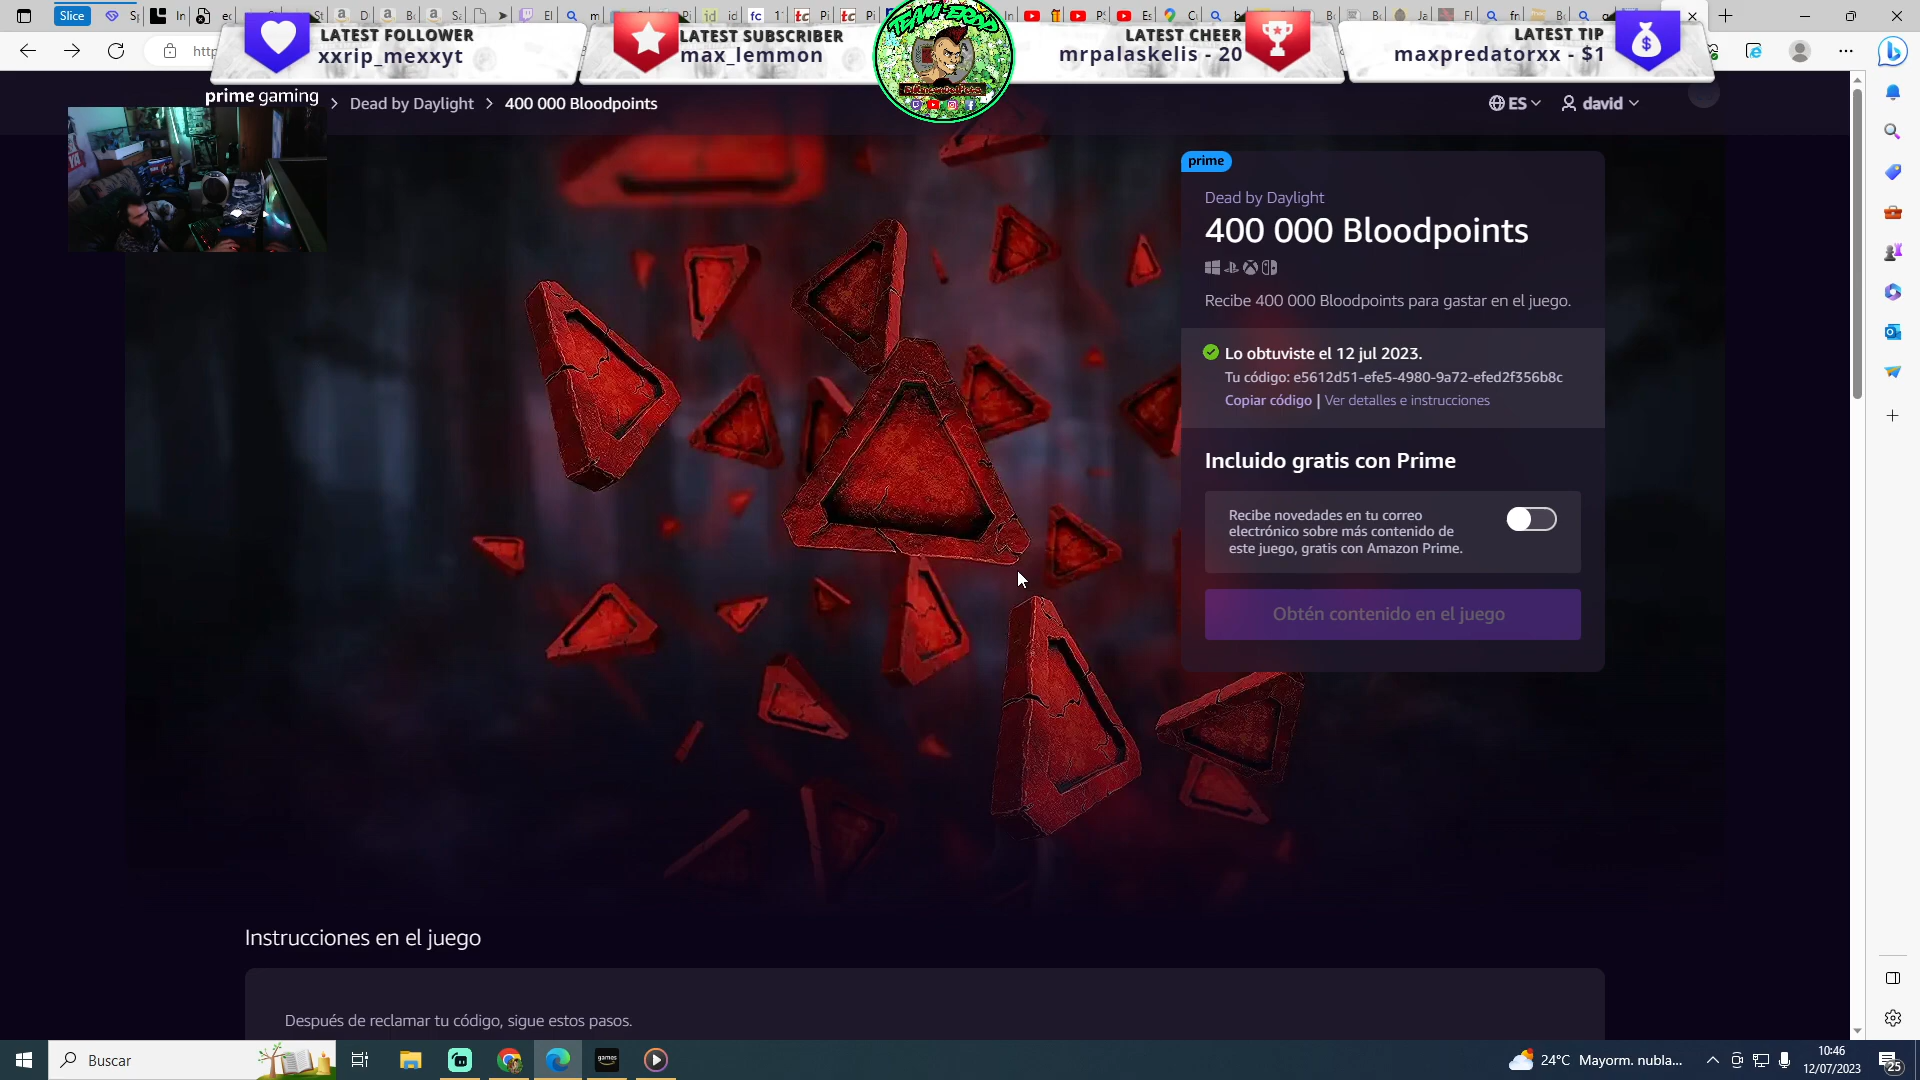 Slice
LATEST FOLLOWER
xxrip_mexxyt
LATEST SUBSCRIBER
max_lemmon
TEAM-EROD
LATEST CHEER
mrpalaskelis - 20
LATEST TIP
maxpredatorxx - $1
prime gaming
Dead by Daylight
400 000 Bloodpoints
ES
david
prime
Dead by Daylight
400 000 Bloodpoints
Recibe 400 000 Bloodpoints para gastar en el juego.
Lo obtuviste el 12 jul 2023.
Tu código: e5612d51-efe5-4980-9a72-efed2f356b8c
Copiar código | Ver detalles e instrucciones
Incluido gratis con Prime
Recibe novedades en tu correo
electrónico sobre más contenido de
este juego, gratis con Amazon Prime.
Obtén contenido en el juego
Instrucciones en el juego
Después de reclamar tu código, sigue estos pasos.
Buscar
games
24°C Mayorm. nubla...
10:46
12/07/2023
25